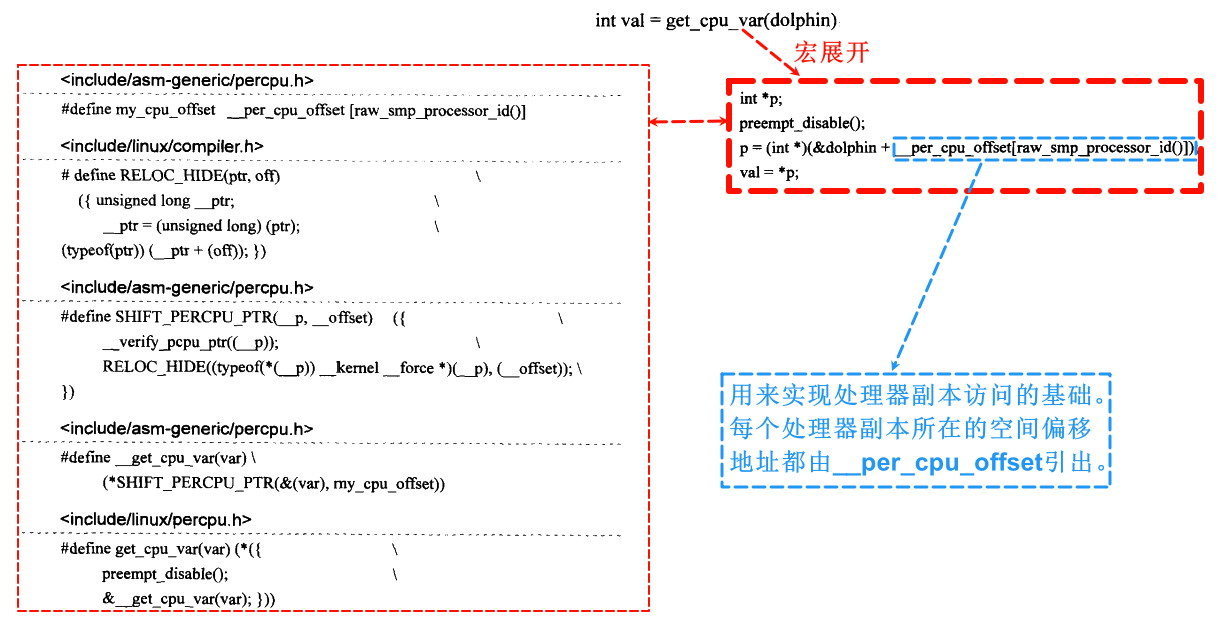 int val = get_cpu_var(dolphin)
宏展开
<include/asm-generic/percpu.h>
#define my_cpu_offset __per_cpu_offset [raw_smp_processor_id()]
<include/linux/compiler.h>
# define RELOC_HIDE(ptr, off) \
({ unsigned long __ptr; \
__ptr = (unsigned long) (ptr); \
(typeof(ptr)) (__ptr + (off)); })
<include/asm-generic/percpu.h>
#define SHIFT_PERCPU_PTR(__p, __offset) ({ \
__verify_pcpu_ptr((__p)); \
RELOC_HIDE((typeof(*(__p)) __kernel __force *)(__p), (__offset)); \
})
<include/asm-generic/percpu.h>
#define __get_cpu_var(var) \
(*SHIFT_PERCPU_PTR(&(var), my_cpu_offset))
<include/linux/percpu.h>
#define get_cpu_var(var) (*({ \
preempt_disable(); \
&__get_cpu_var(var); }))
int *p;
preempt_disable();
p = (int *)(&dolphin + __per_cpu_offset[raw_smp_processor_id()])
val = *p;
用来实现处理器副本访问的基础。
每个处理器副本所在的空间偏移
地址都由__per_cpu_offset引出。